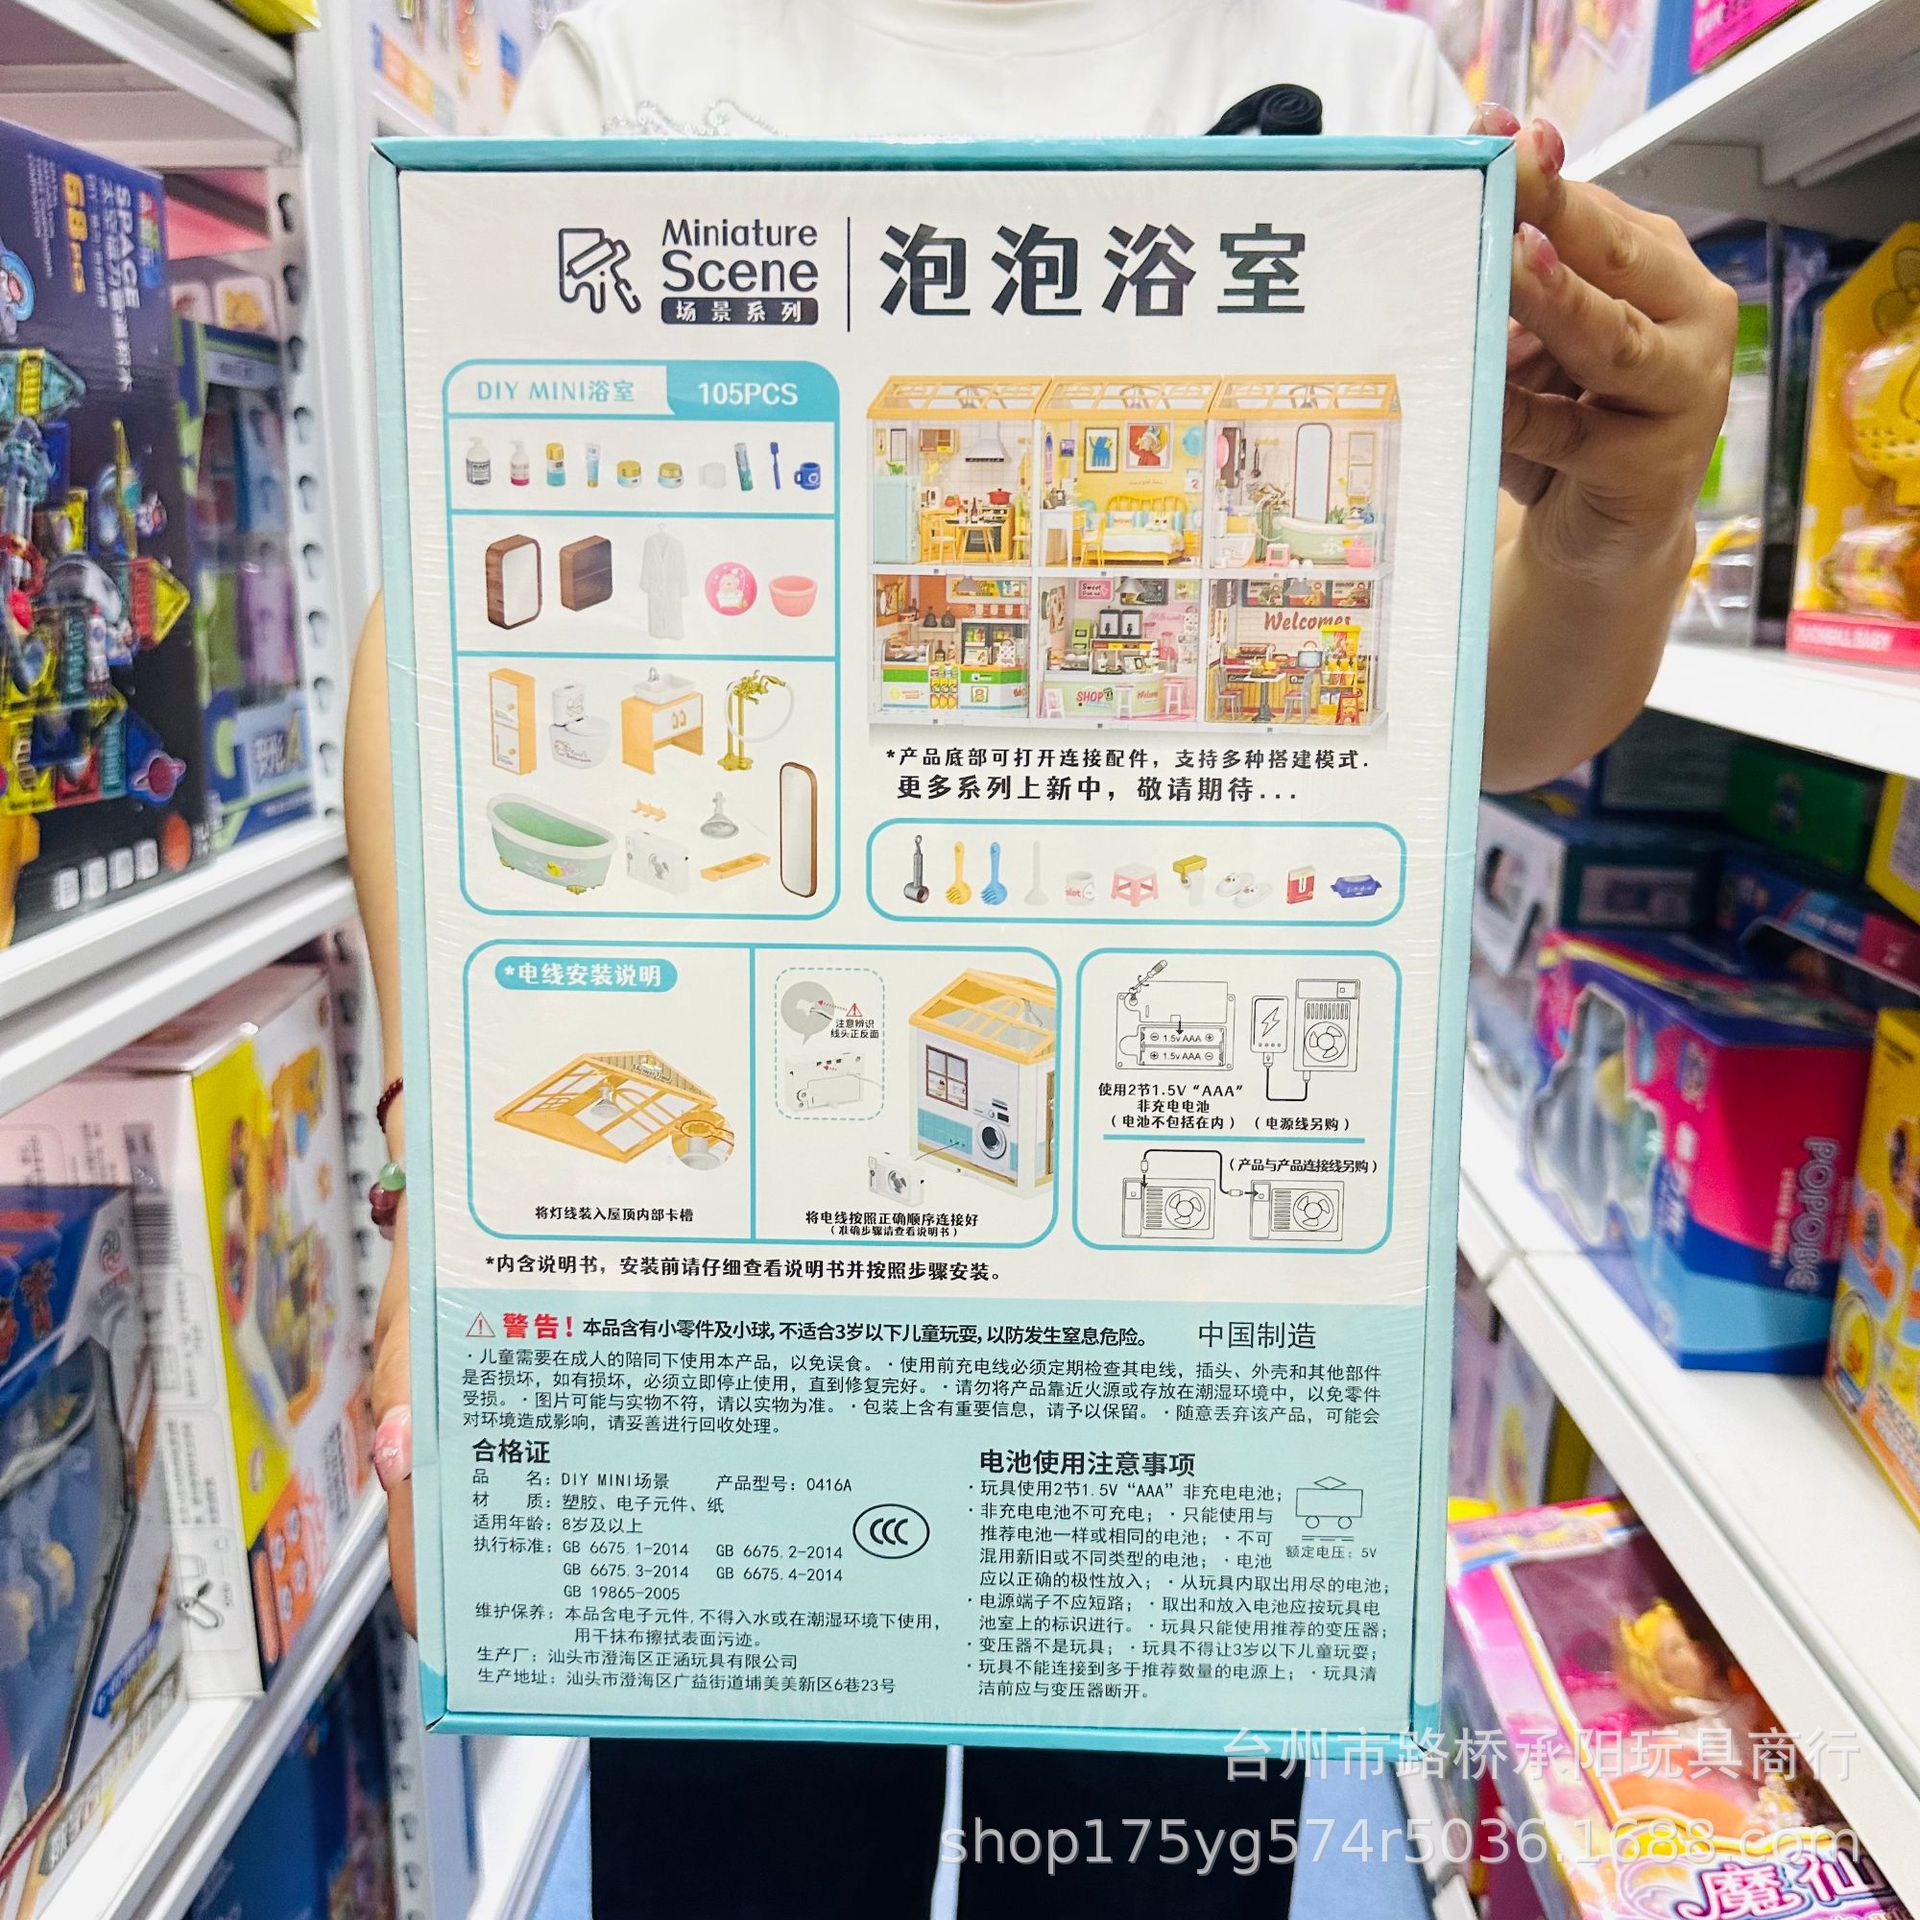 Miniature
Scene
场景系列
泡泡浴室
DIY MINI浴室
105PCS
Welcome
SHOP
*产品底部可打开连接配件，支持多种搭建模式.
更多系列上新中，敬请期待...
*电线安装说明
注意辨识
线头正反面
将灯线装入屋顶内部卡槽
将电线按照正确顺序连接好
（准确步骤请查看说明书）
1.5v AAA
1.5v AAA
使用2节1.5V“AAA”
非充电电池
（电池不包括在内）
（电源线另购）
（产品与产品连接线另购）
*内含说明书，安装前请仔细查看说明书并按照步骤安装。
警告！本品含有小零件及小球,不适合3岁以下儿童玩耍,以防发生窒息危险。
中国制造
·儿童需要在成人的陪同下使用本产品，以免误食。·使用前充电线必须定期检查其电线，插头、外壳和其他部件
是否损坏，如有损坏，必须立即停止使用，直到修复完好。·请勿将产品靠近火源或存放在潮湿环境中，以免零件
受损。·图片可能与实物不符，请以实物为准。·包装上含有重要信息，请予以保留。·随意丢弃该产品，可能会
对环境造成影响，请妥善进行回收处理。
合格证
品 名：DIY MINI场景 产品型号：0416A
材 质：塑胶、电子元件、纸
适用年龄：8岁及以上
执行标准：GB 6675.1-2014 GB 6675.2-2014
GB 6675.3-2014 GB 6675.4-2014
GB 19865-2005
维护保养：本品含电子元件,不得入水或在潮湿环境下使用，
用干抹布擦拭表面污迹。
生产厂：汕头市澄海区正涵玩具有限公司
生产地址：汕头市澄海区广益街道埔美美新区6巷23号
CCC
电池使用注意事项
·玩具使用2节1.5V“AAA”非充电电池；
·非充电电池不可充电；·只能使用与
推荐电池一样或相同的电池；·不可
混用新旧或不同类型的电池；·电池
应以正确的极性放入；·从玩具内取出用尽的电池；
·电源端子不应短路；·取出和放入电池应按玩具电
池室上的标识进行。·玩具只能使用推荐的变压器；
·变压器不是玩具；·玩具不得让3岁以下儿童玩耍；
·玩具不能连接到多于推荐数量的电源上；·玩具清
洁前应与变压器断开。
额定电压：5V
SPACE
68PCS
POPOBE
魔仙
台州市路桥承阳玩具商行
shop175yg574r5036.1688.com